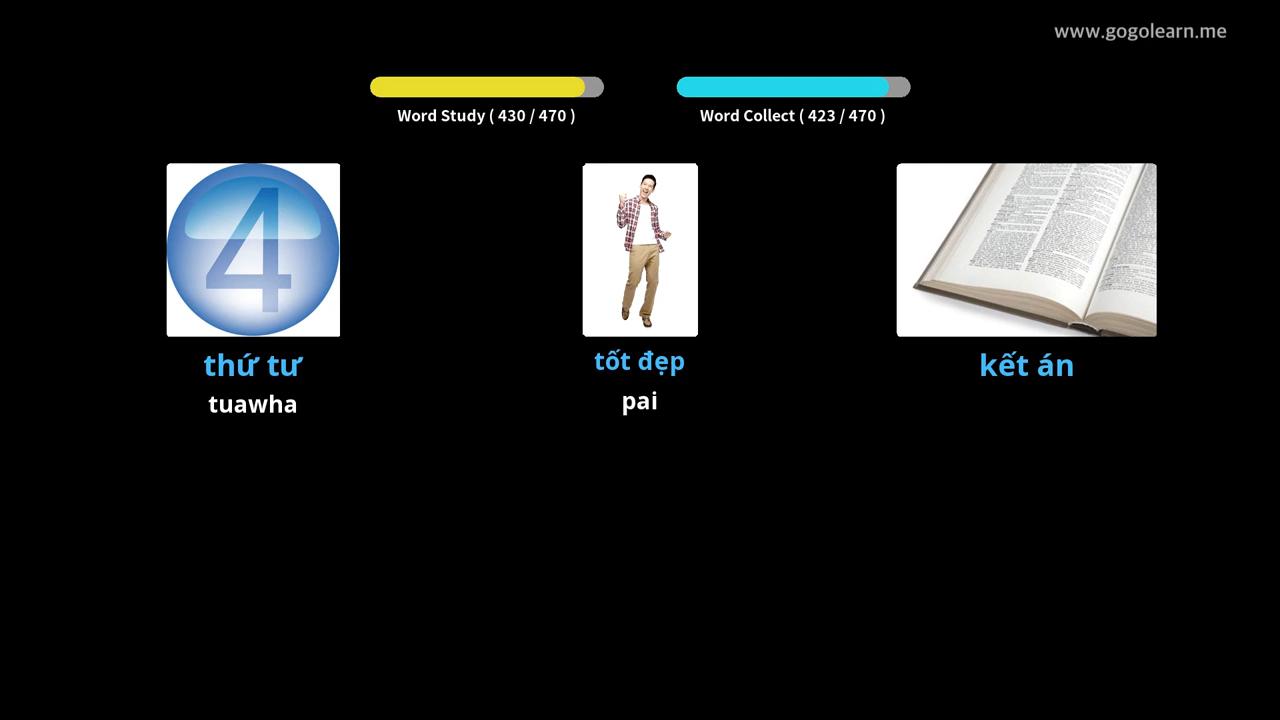 www.gogolearn.me
Word Study ( 430 / 470 )
Word Collect ( 423 / 470 )
4
thứ tư
tuawha
tốt đẹp
pai
kết án